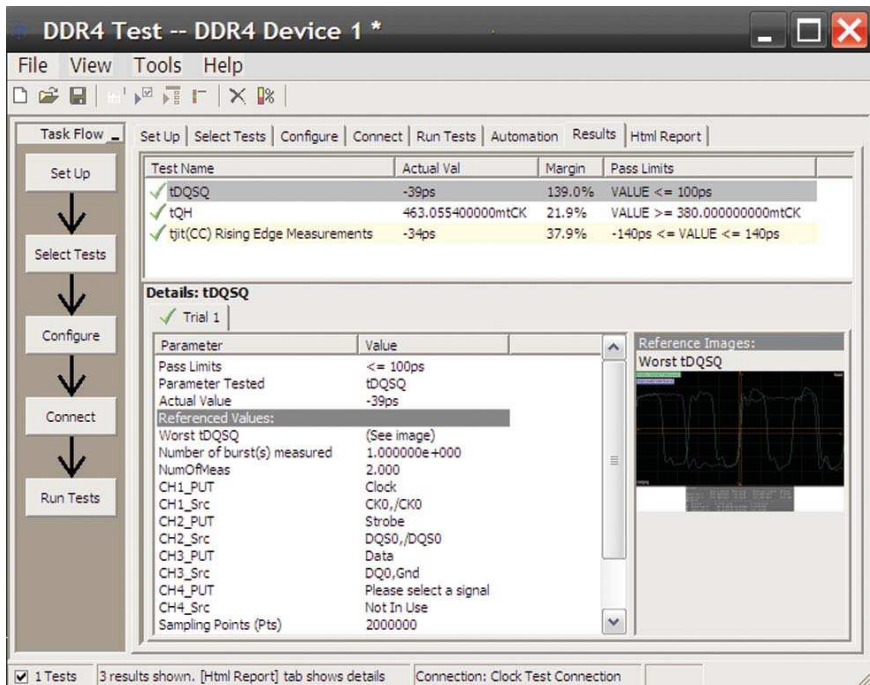 DDR4 Test -- DDR4 Device 1 *
File View Tools Help
Task Flow
Set Up
Select Tests
Configure
Connect
Run Tests
Set Up Select Tests Configure Connect Run Tests Automation Results Html Report
Test Name Actual Val Margin Pass Limits
tDQSQ -39ps 139.0% VALUE <= 100ps
tQH 463.055400000mtCK 21.9% VALUE >= 380.000000000mtCK
tjit(CC) Rising Edge Measurements -34ps 37.9% -140ps <= VALUE <= 140ps
Details: tDQSQ
Trial 1
Parameter Value
Pass Limits <= 100ps
Parameter Tested tDQSQ
Actual Value -39ps
Referenced Values:
Worst tDQSQ (See image)
Number of burst(s) measured 1.000000e+000
NumOfMeas 2.000
CH1_PUT Clock
CH1_Src CK0,/CK0
CH2_PUT Strobe
CH2_Src DQS0,/DQS0
CH3_PUT Data
CH3_Src DQ0,Gnd
CH4_PUT Please select a signal
CH4_Src Not In Use
Sampling Points (Pts) 2000000
Reference Images:
Worst tDQSQ
1 Tests 3 results shown. [Html Report] tab shows details Connection: Clock Test Connection